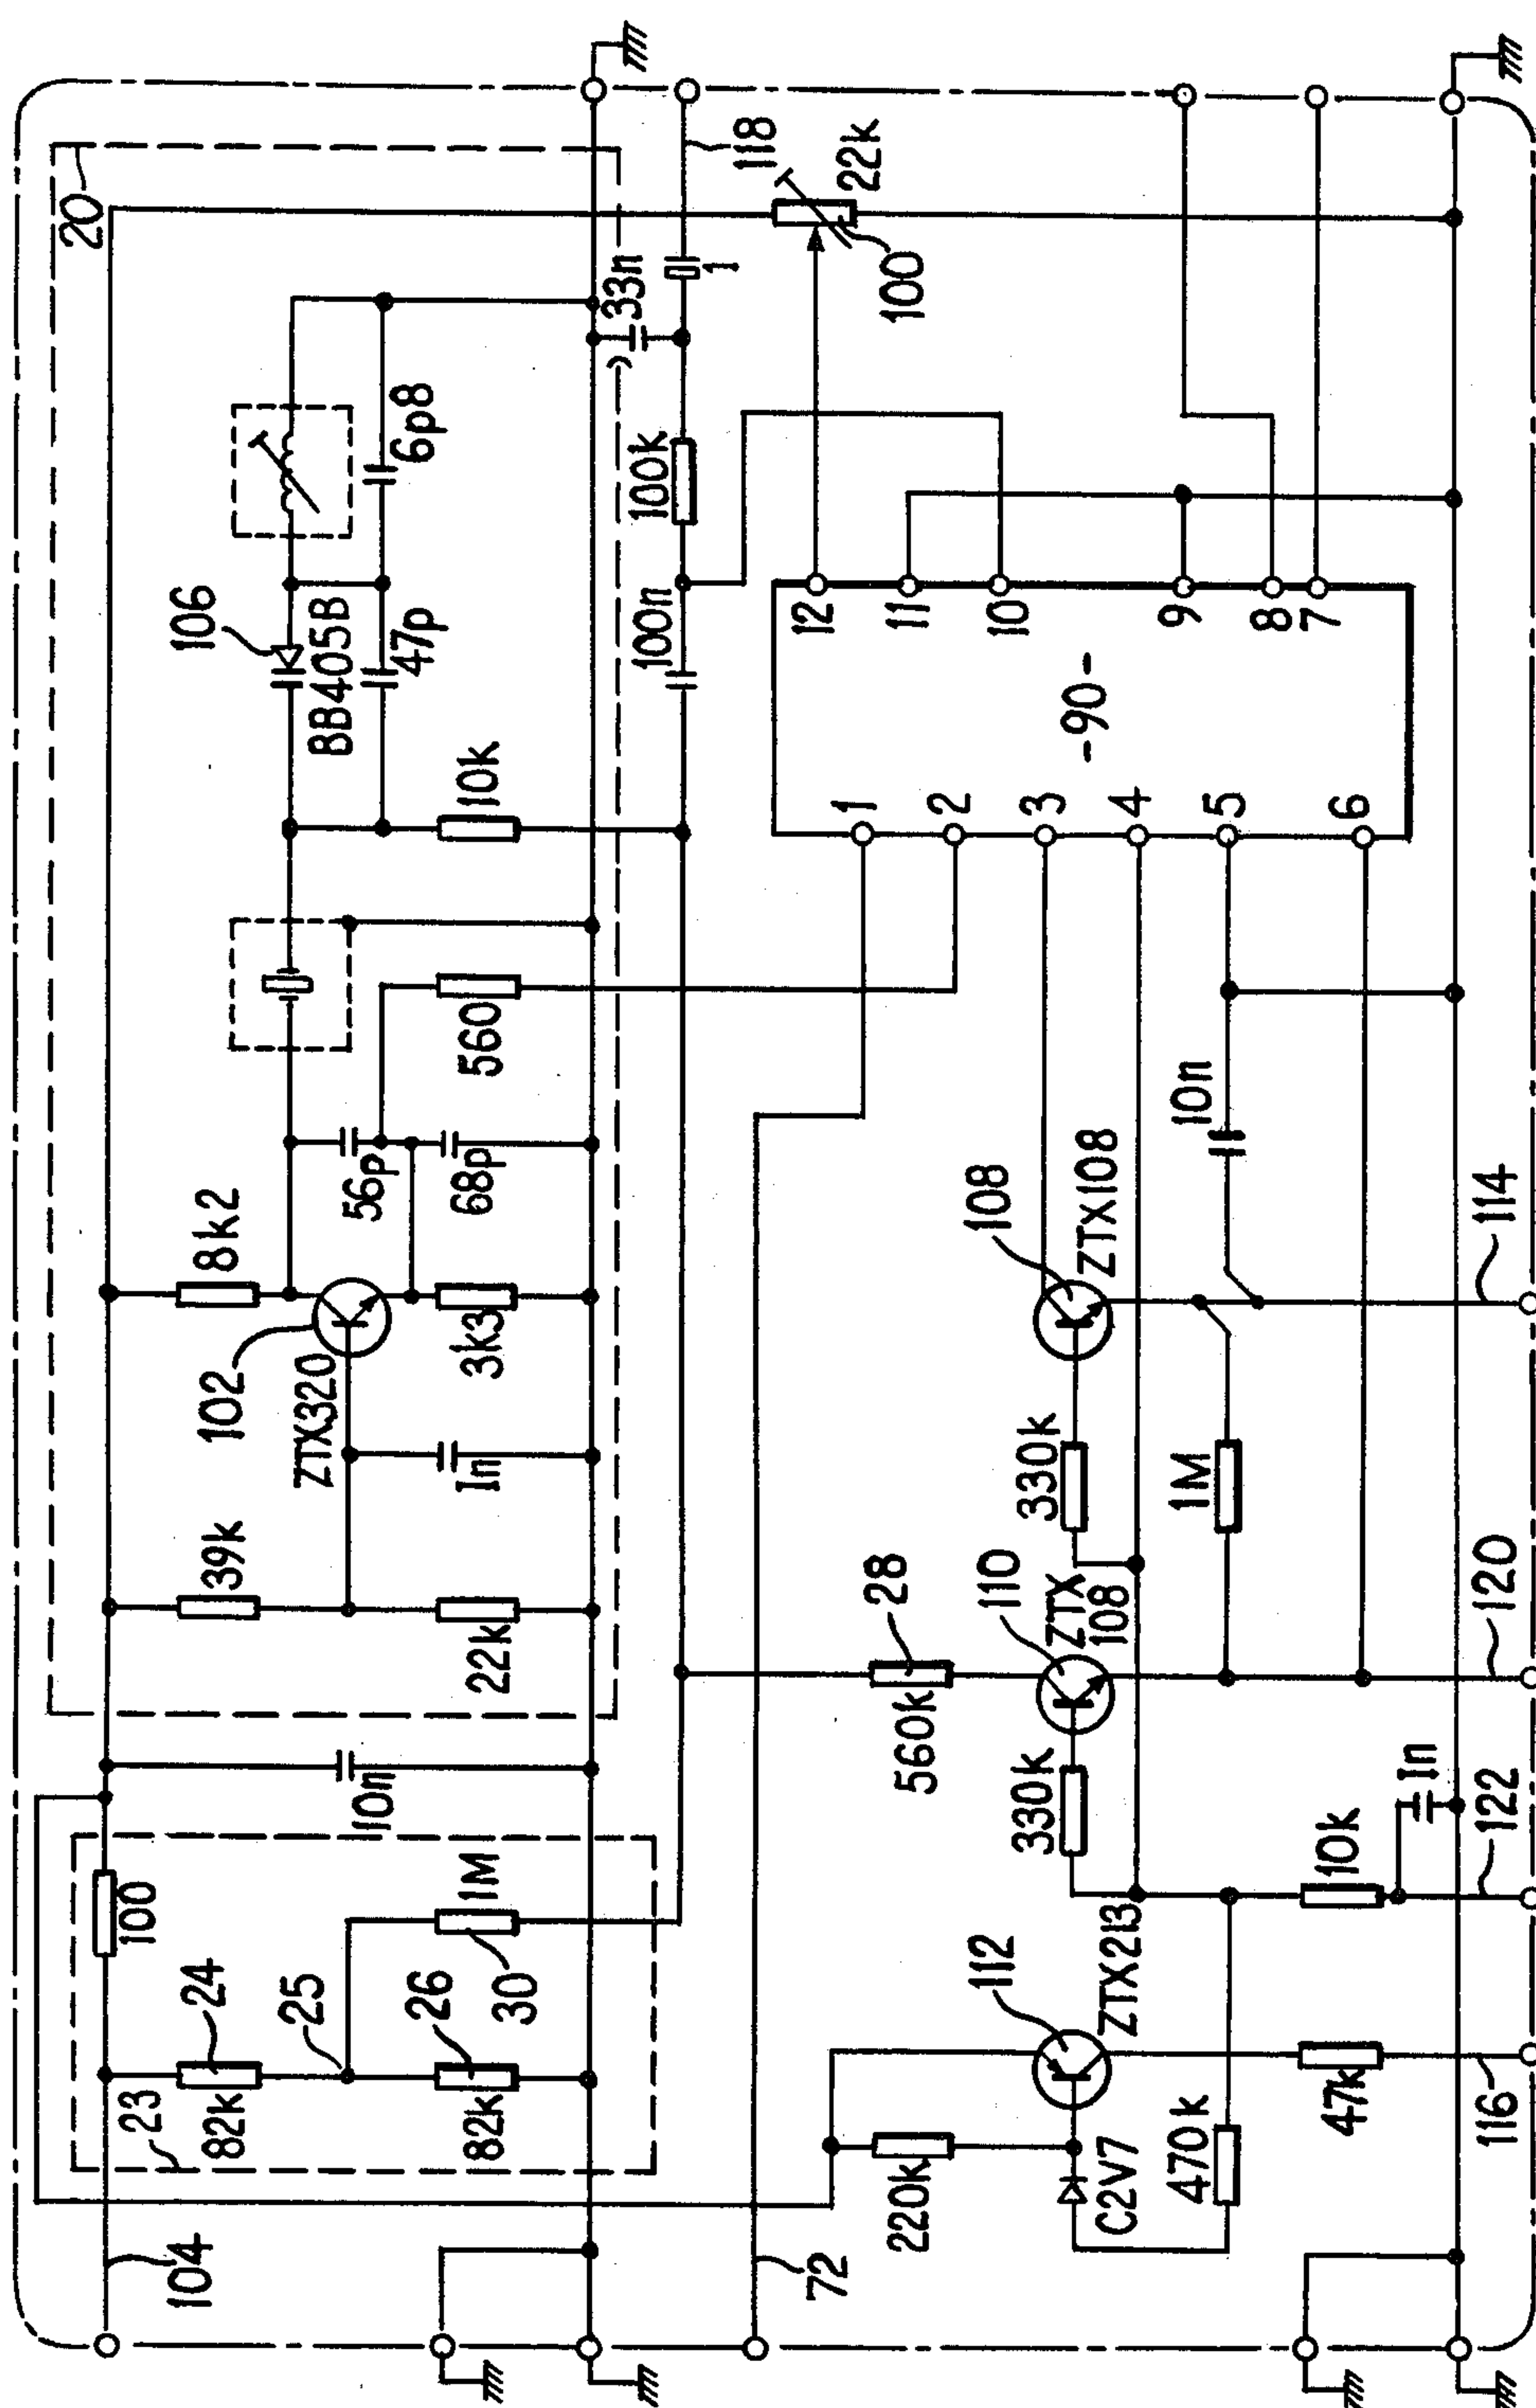 20
118
22k
100
33n
1
6p8
100k
106
BB405B
47p
100n
10k
12
11
10
9
8
7
-90-
1
2
3
4
5
6
560
56p
68p
8k2
102
ZTX320
3k3
1n
39k
22k
10n
108
ZTX108
10n
114
330k
1M
28
560k
110
ZTX
108
120
330k
1n
122
10k
100
1M
30
24
25
26
82k
82k
23
112
ZTX213
47k
116
220k
C2V7
470k
104
72